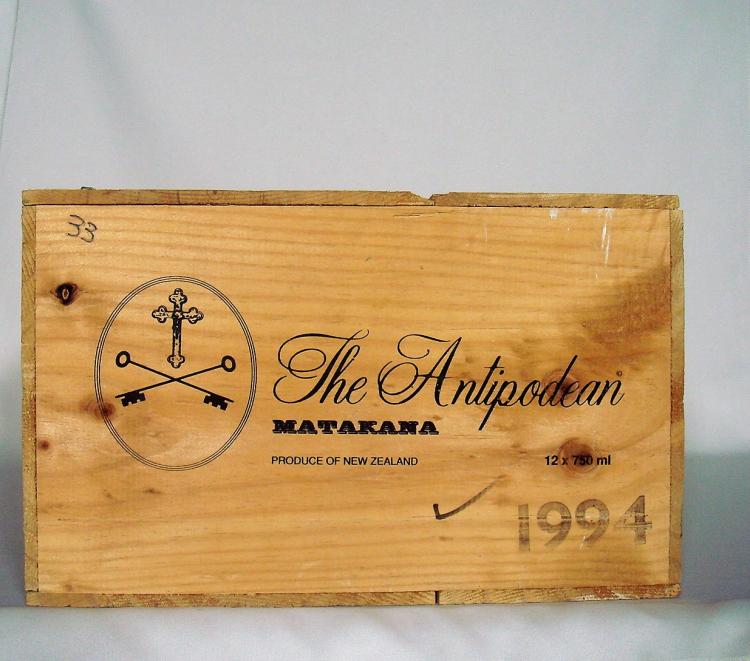 33
The Antipodean©
MATAKANA
PRODUCE OF NEW ZEALAND
12 x 750 ml
1994